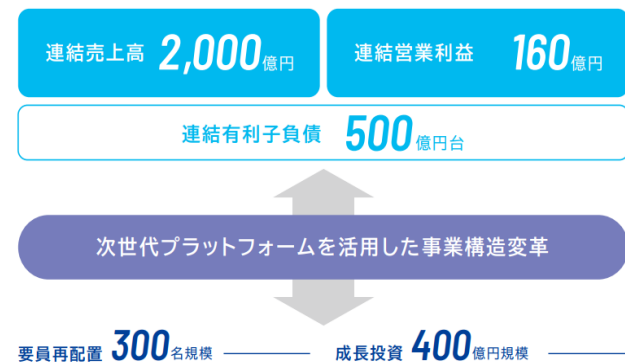 連結売上高 2,000億円
連結営業利益 160億円
連結有利子負債 500億円台
次世代プラットフォームを活用した事業構造変革
要員再配置 300名規模
成長投資 400億円規模